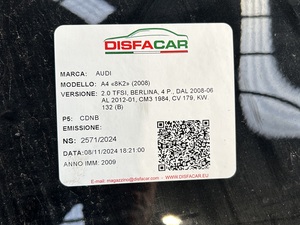 DISFACAR
MARCA: AUDI
MODELLO: A4 «8K2» (2008)
VERSIONE: 2.0 TFSI, BERLINA, 4 P., DAL 2008-06
AL 2012-01, CM3 1984, CV 179, KW
132 (B)
P5: CDNB
EMISSIONE:
NS: 2571/2024
DATA:08/11/2024 18:21:00
ANNO IMM: 2009
E-mail: magazzino@disfacar.com www.DISFACAR.EU